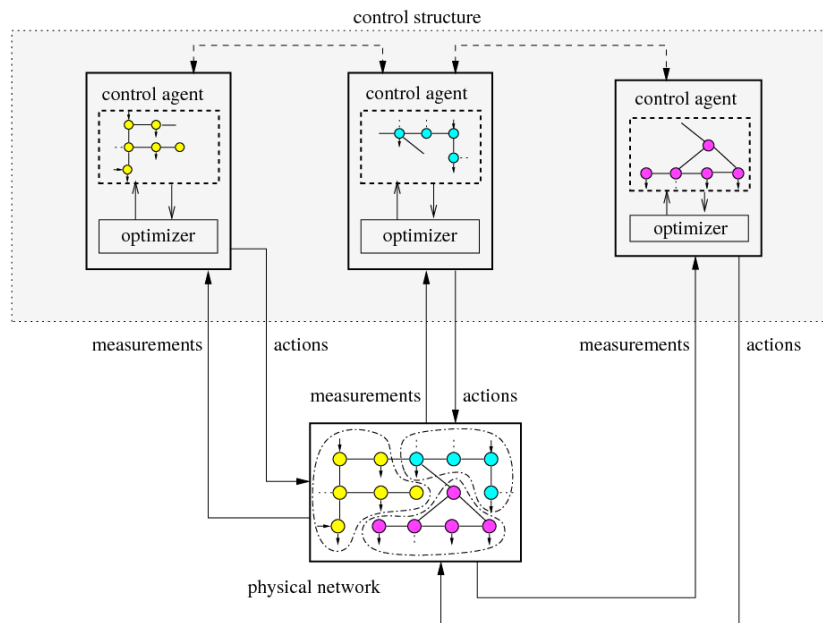 control structure
control agent
control agent
control agent
optimizer
optimizer
optimizer
measurements
actions
measurements
actions
measurements
actions
physical network